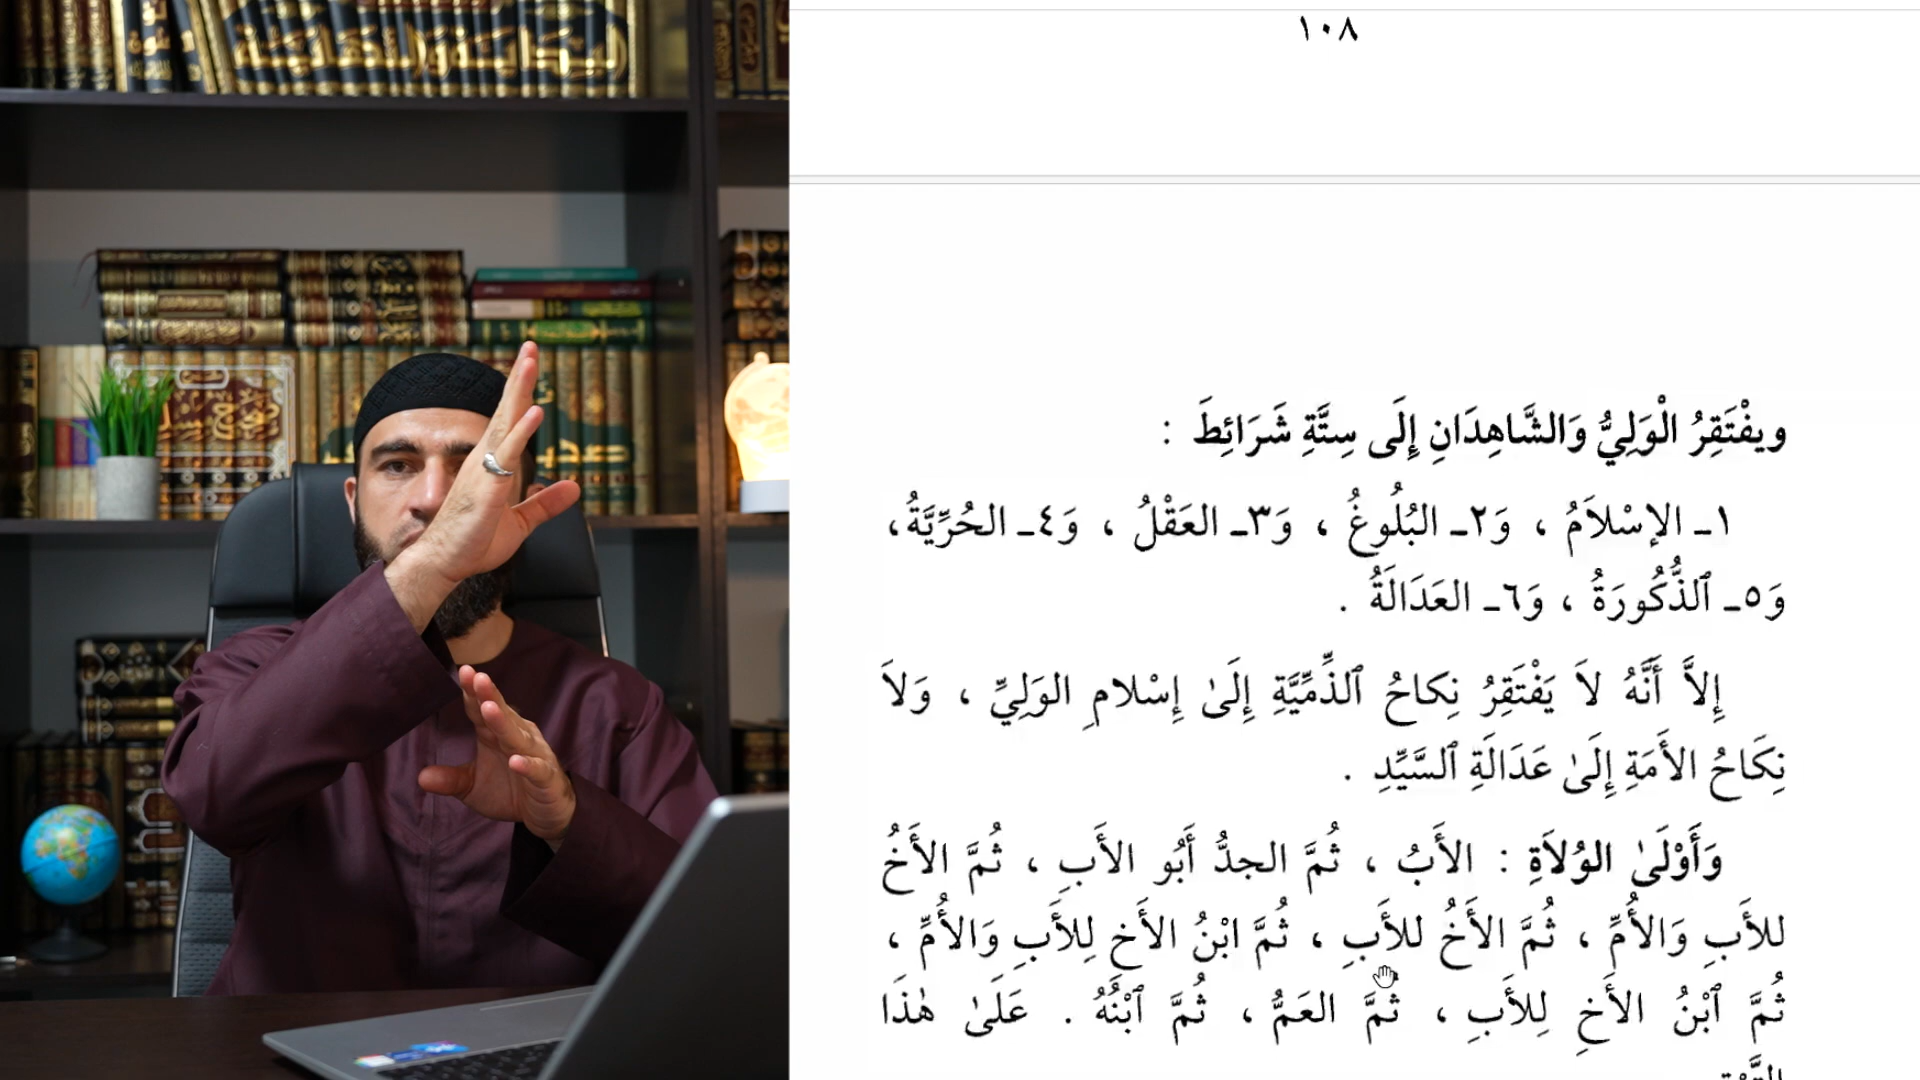 ١٠٨
ويفْتَقِرُ الْوَلِيُّ وَالشَّاهِدَانِ إِلَى سِتَّةِ شَرَائِطَ :
١ـ الإِسْلاَمُ ، وَ٢ـ البُلُوغُ ، وَ٣ـ العَقْلُ ، وَ٤ـ الحُرِّيَّةُ ،
وَ٥ـ ٱلذُّكُورَةُ ، وَ٦ـ العَدَالَةُ .
إِلاَّ أَنَّهُ لاَ يَفْتَقِرُ نِكاحُ ٱلذِّمِّيَّةِ إِلَىٰ إِسْلامِ الوَلِيِّ ، وَلاَ
نِكَاحُ الأَمَةِ إِلَىٰ عَدَالَةِ ٱلسَّيِّدِ .
وَأَوْلَىٰ الوُلاَةِ : الأَبُ ، ثُمَّ الجدُّ أَبُو الأَبِ ، ثُمَّ الأَخُ
للأَبِ وَالأُمِّ ، ثُمَّ الأَخُ للأَبِ ، ثُمَّ ابْنُ الأَخِ لِلأَبِ وَالأُمِّ ،
ثُمَّ ٱبْنُ الأَخِ لِلأَبِ ، ثُمَّ العَمُّ ، ثُمَّ ٱبْنُهُ . عَلَىٰ هٰذَا